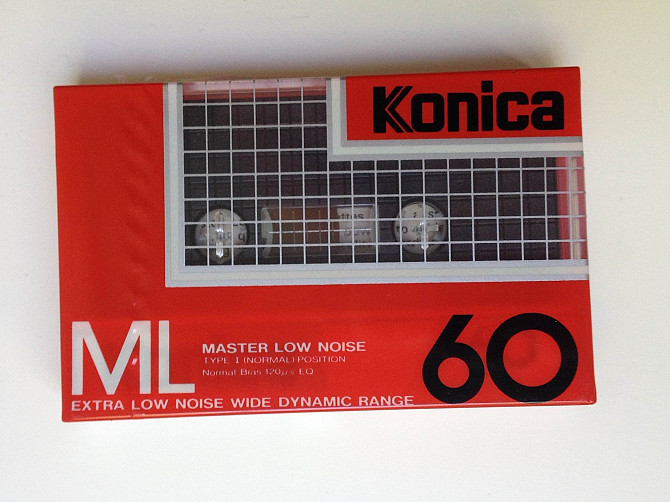 Konica
ML
MASTER LOW NOISE
TYPE I (NORMAL) POSITION
Normal Bias 120μs EQ
60
EXTRA LOW NOISE WIDE DYNAMIC RANGE